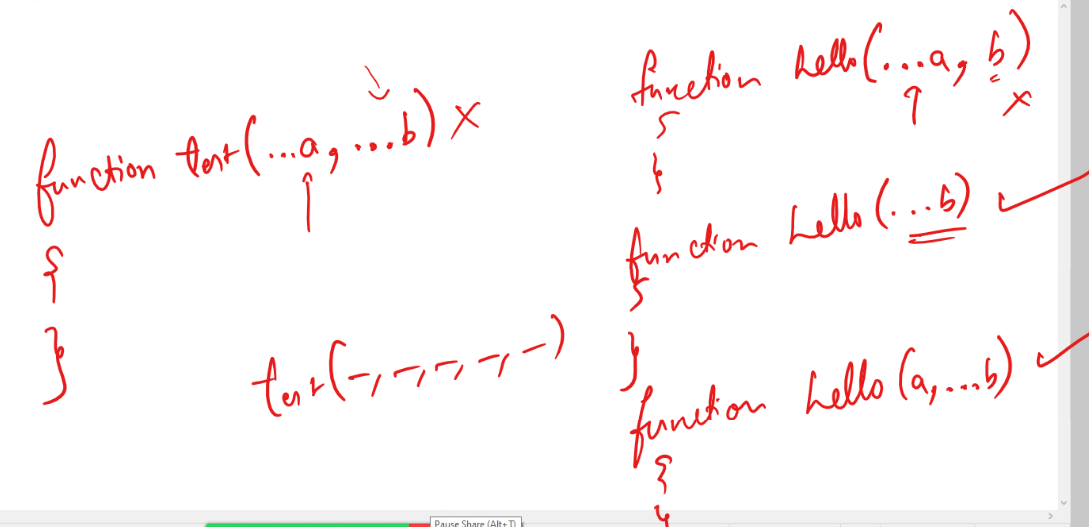 function test(...a, ...b) X
{
}
test(-, -, -, -, -)
function hello(...a, b)
X
{
}
function hello(...b) ✓
{
}
function hello(a, ...b) ✓
{
Pause Share (Alt+T)